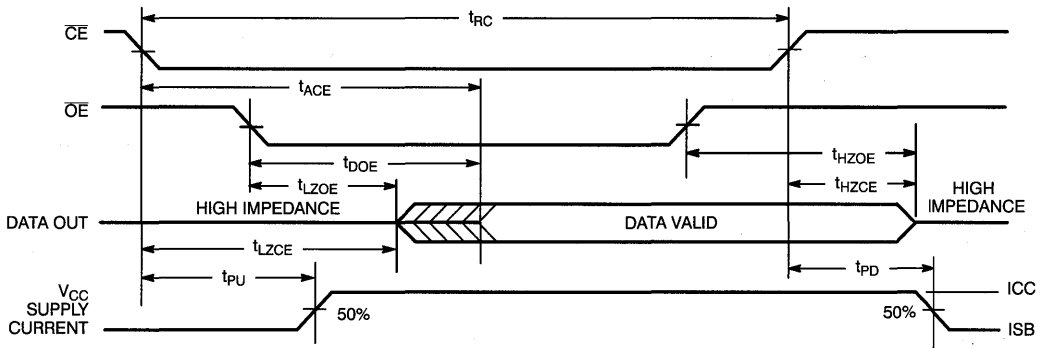 tRC
CE
tACE
OE
tDOE
tHZOE
tLZOE
tHZCE
HIGH IMPEDANCE
HIGH IMPEDANCE
DATA OUT
DATA VALID
tLZCE
tPU
tPD
VCC SUPPLY CURRENT
50%
50%
ICC
ISB